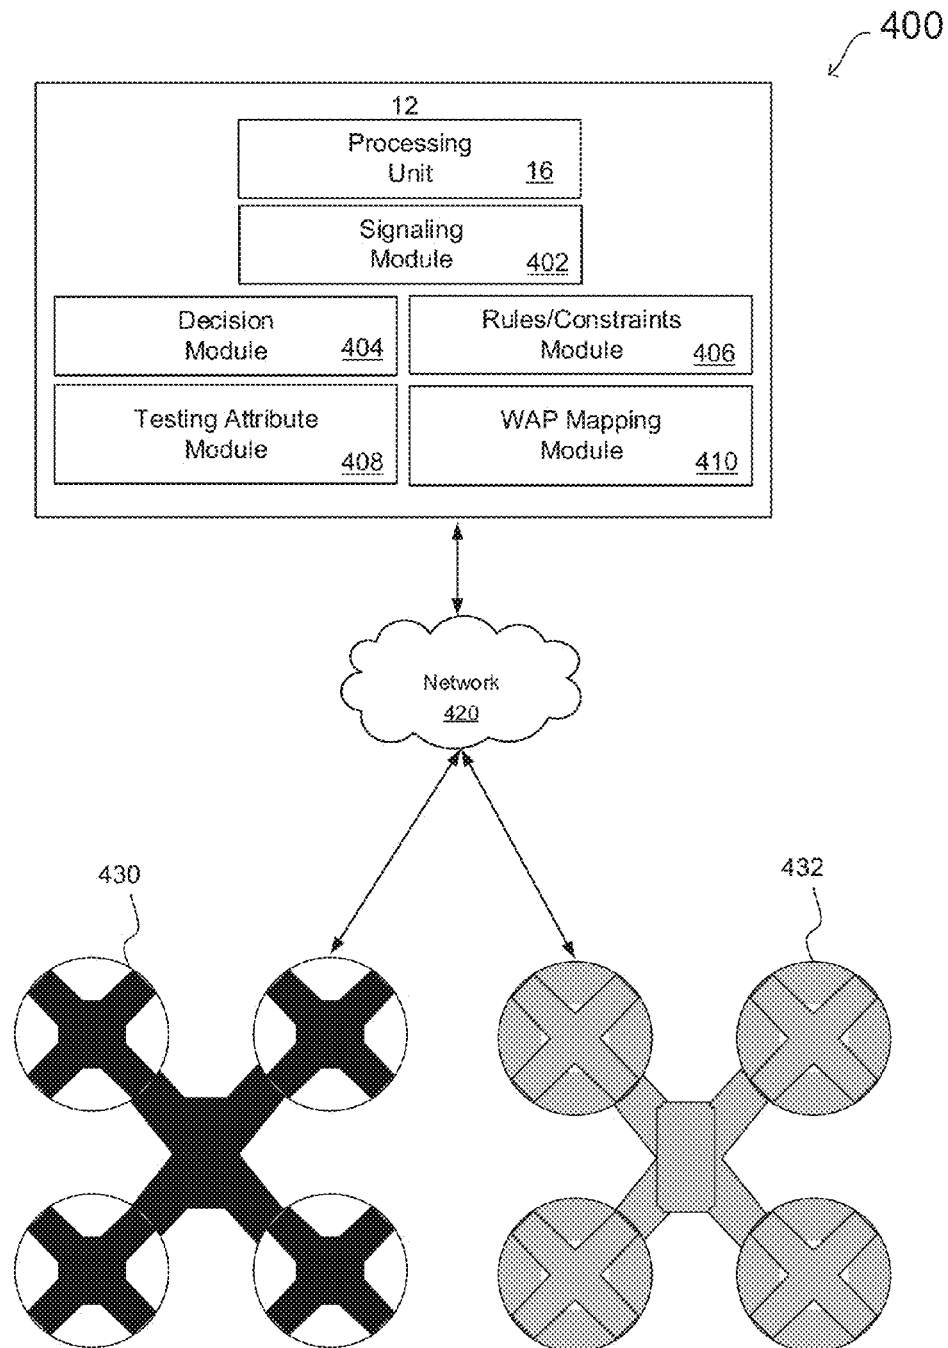 400
12
Processing
Unit 16
Signaling
Module 402
Decision
Module 404
Rules/Constraints
Module 406
Testing Attribute
Module 408
WAP Mapping
Module 410
Network
420
430
432